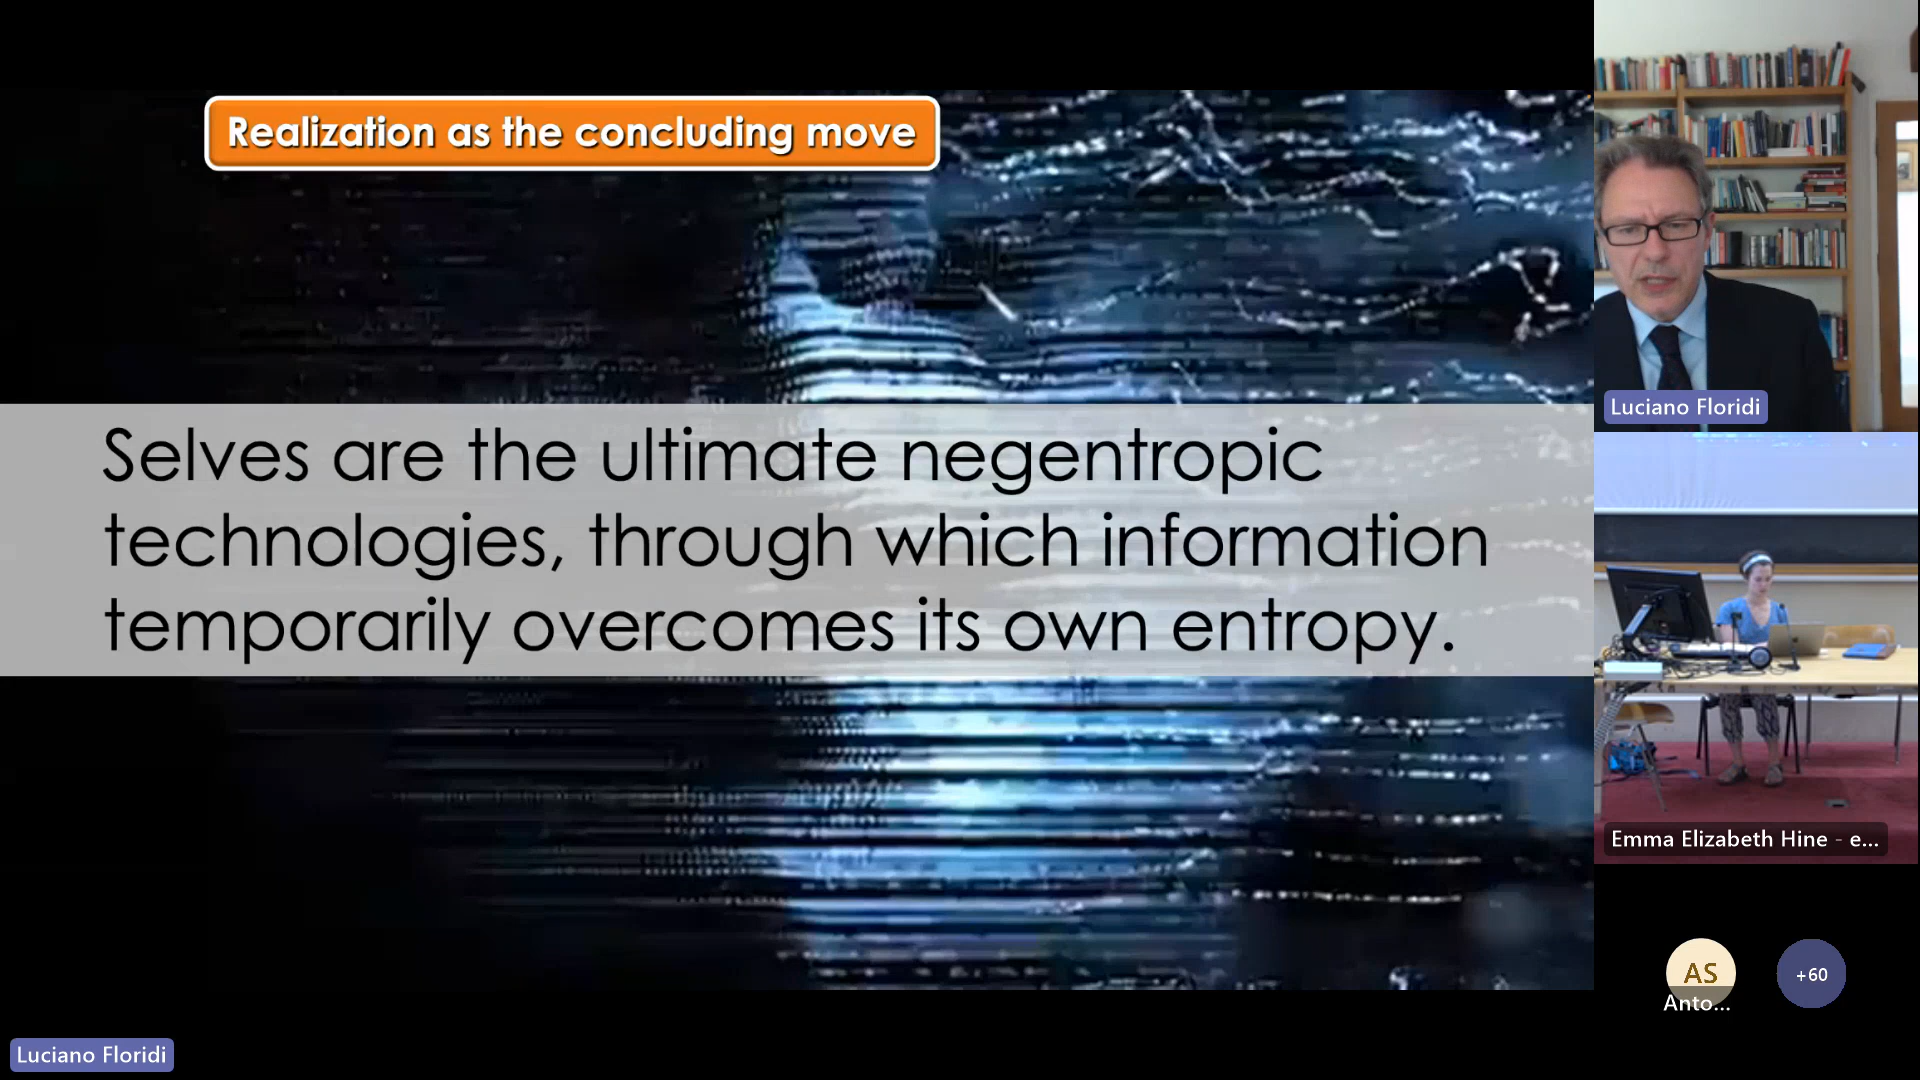 Realization as the concluding move
Selves are the ultimate negentropic
technologies, through which information
temporarily overcomes its own entropy.
Luciano Floridi
Luciano Floridi
Emma Elizabeth Hine - e...
AS
Anto...
+60